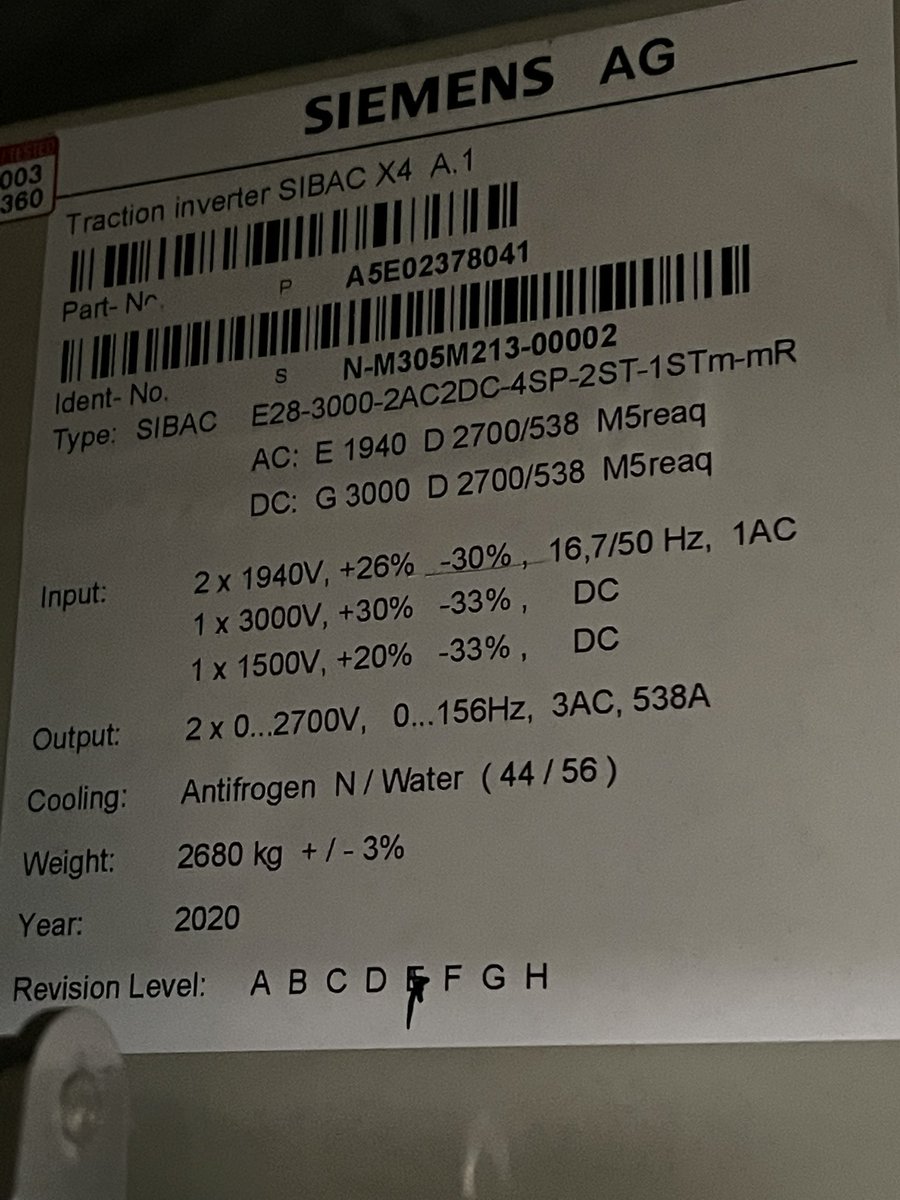 SIEMENS AG
TESTED
003
360
Traction inverter SIBAC X4 A.1
Part- Nr. P A5E02378041
Ident- No. S N-M305M213-00002
Type: SIBAC E28-3000-2AC2DC-4SP-2ST-1STm-mR
AC: E 1940 D 2700/538 M5reaq
DC: G 3000 D 2700/538 M5reaq
Input: 2 x 1940V, +26% -30% , 16,7/50 Hz, 1AC
1 x 3000V, +30% -33% , DC
1 x 1500V, +20% -33% , DC
Output: 2 x 0...2700V, 0...156Hz, 3AC, 538A
Cooling: Antifrogen N / Water ( 44 / 56 )
Weight: 2680 kg + / - 3%
Year: 2020
Revision Level: A B C D E F G H